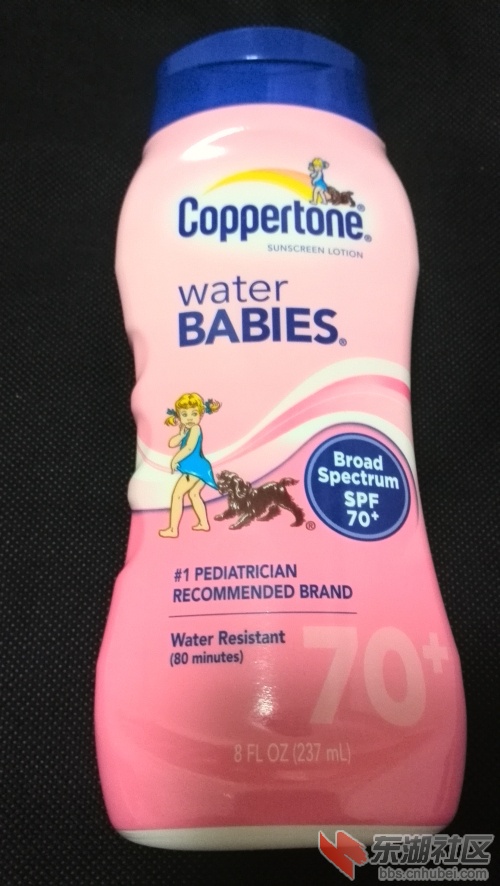 Coppertone®
SUNSCREEN LOTION
water
BABIES®
Broad
Spectrum
SPF
70+
®
#1 PEDIATRICIAN
RECOMMENDED BRAND
Water Resistant
(80 minutes)
70+
8 FL OZ (237 mL)
东湖社区
bbs.cnhubei.com